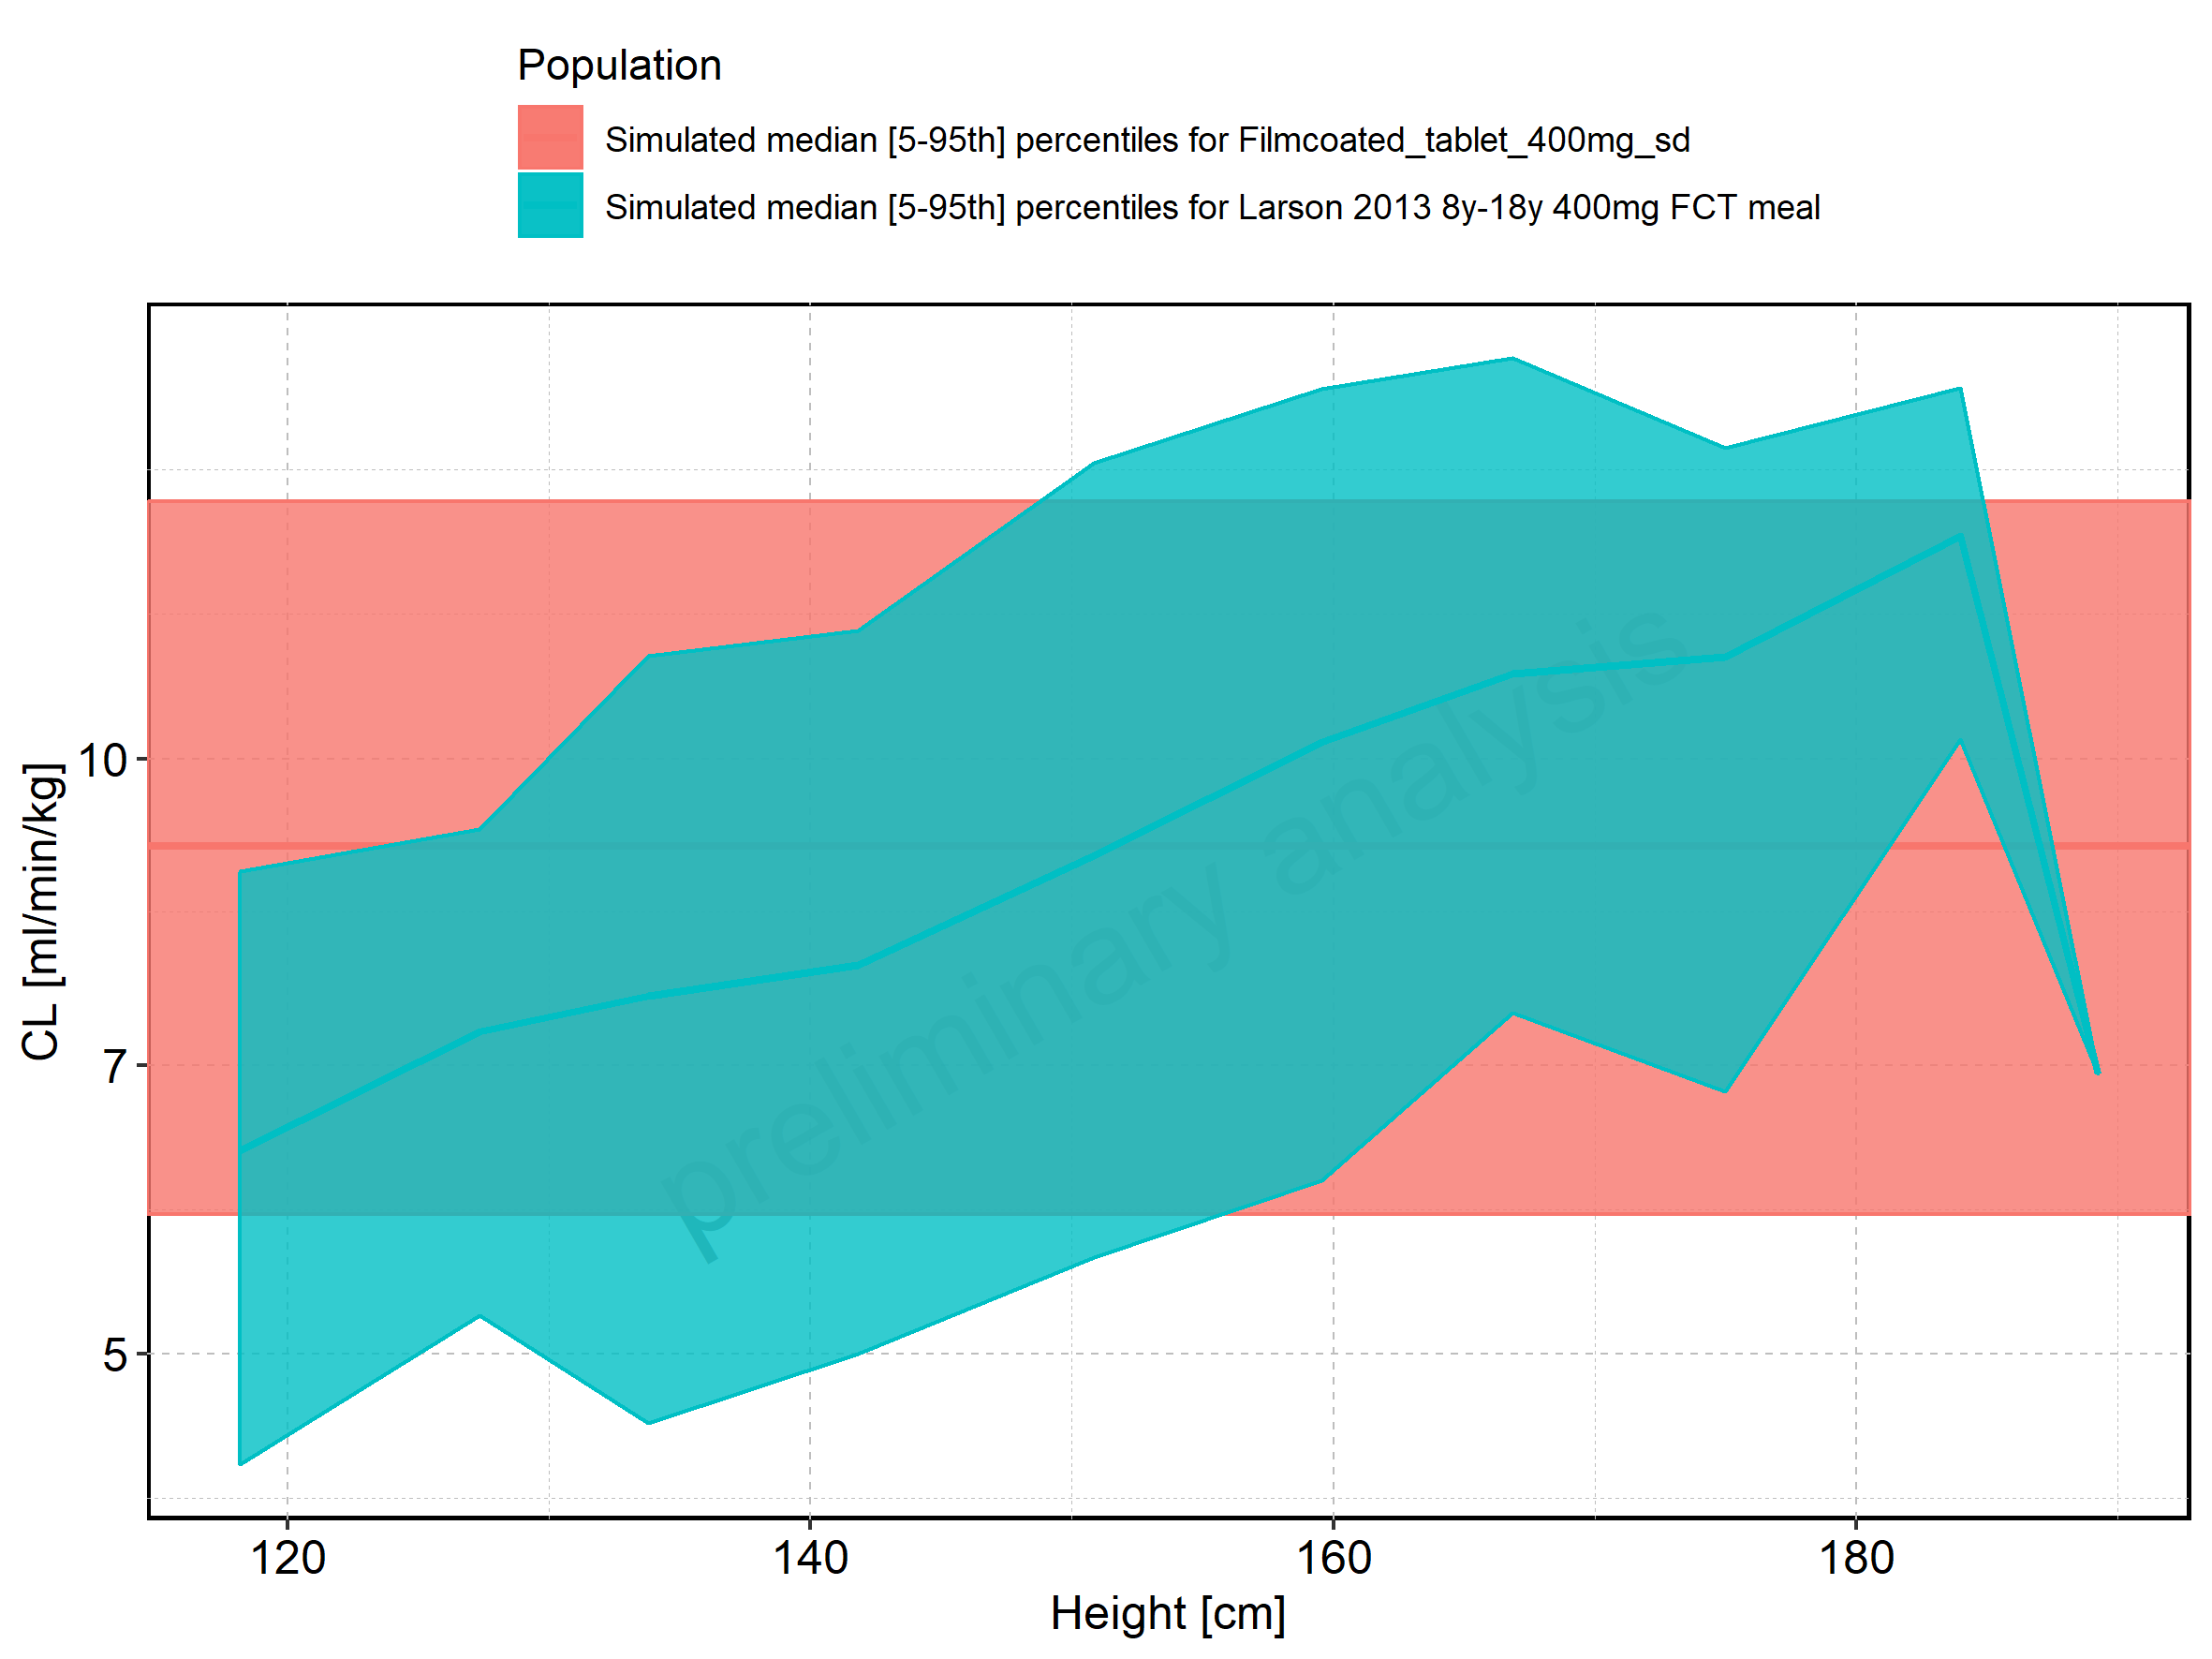 Population
Simulated median [5-95th] percentiles for Filmcoated_tablet_400mg_sd
Simulated median [5-95th] percentiles for Larson 2013 8y-18y 400mg FCT meal
10
7
5
CL [ml/min/kg]
preliminary analysis
120 140 160 180
Height [cm]